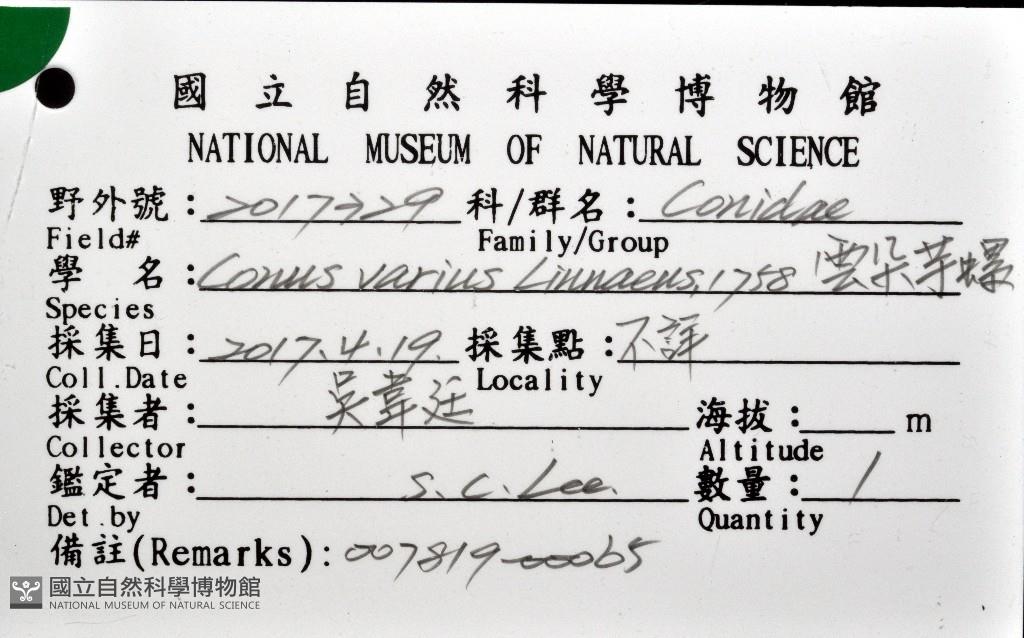 國立自然科學博物館
NATIONAL MUSEUM OF NATURAL SCIENCE
野外號: 科/群名: Conidae
Field# Family/Group
學名: Conus varius Linnaeus, 1758 雲朵芋螺
Species
採集日: 2017.4.19. 採集點: 不詳
Coll.Date Locality
採集者: 吳葦廷 海拔: m
Collector Altitude
鑑定者: S.C.Lee. 數量: 1
Det.by Quantity
備註(Remarks): 007819-00065
國立自然科學博物館
NATIONAL MUSEUM OF NATURAL SCIENCE